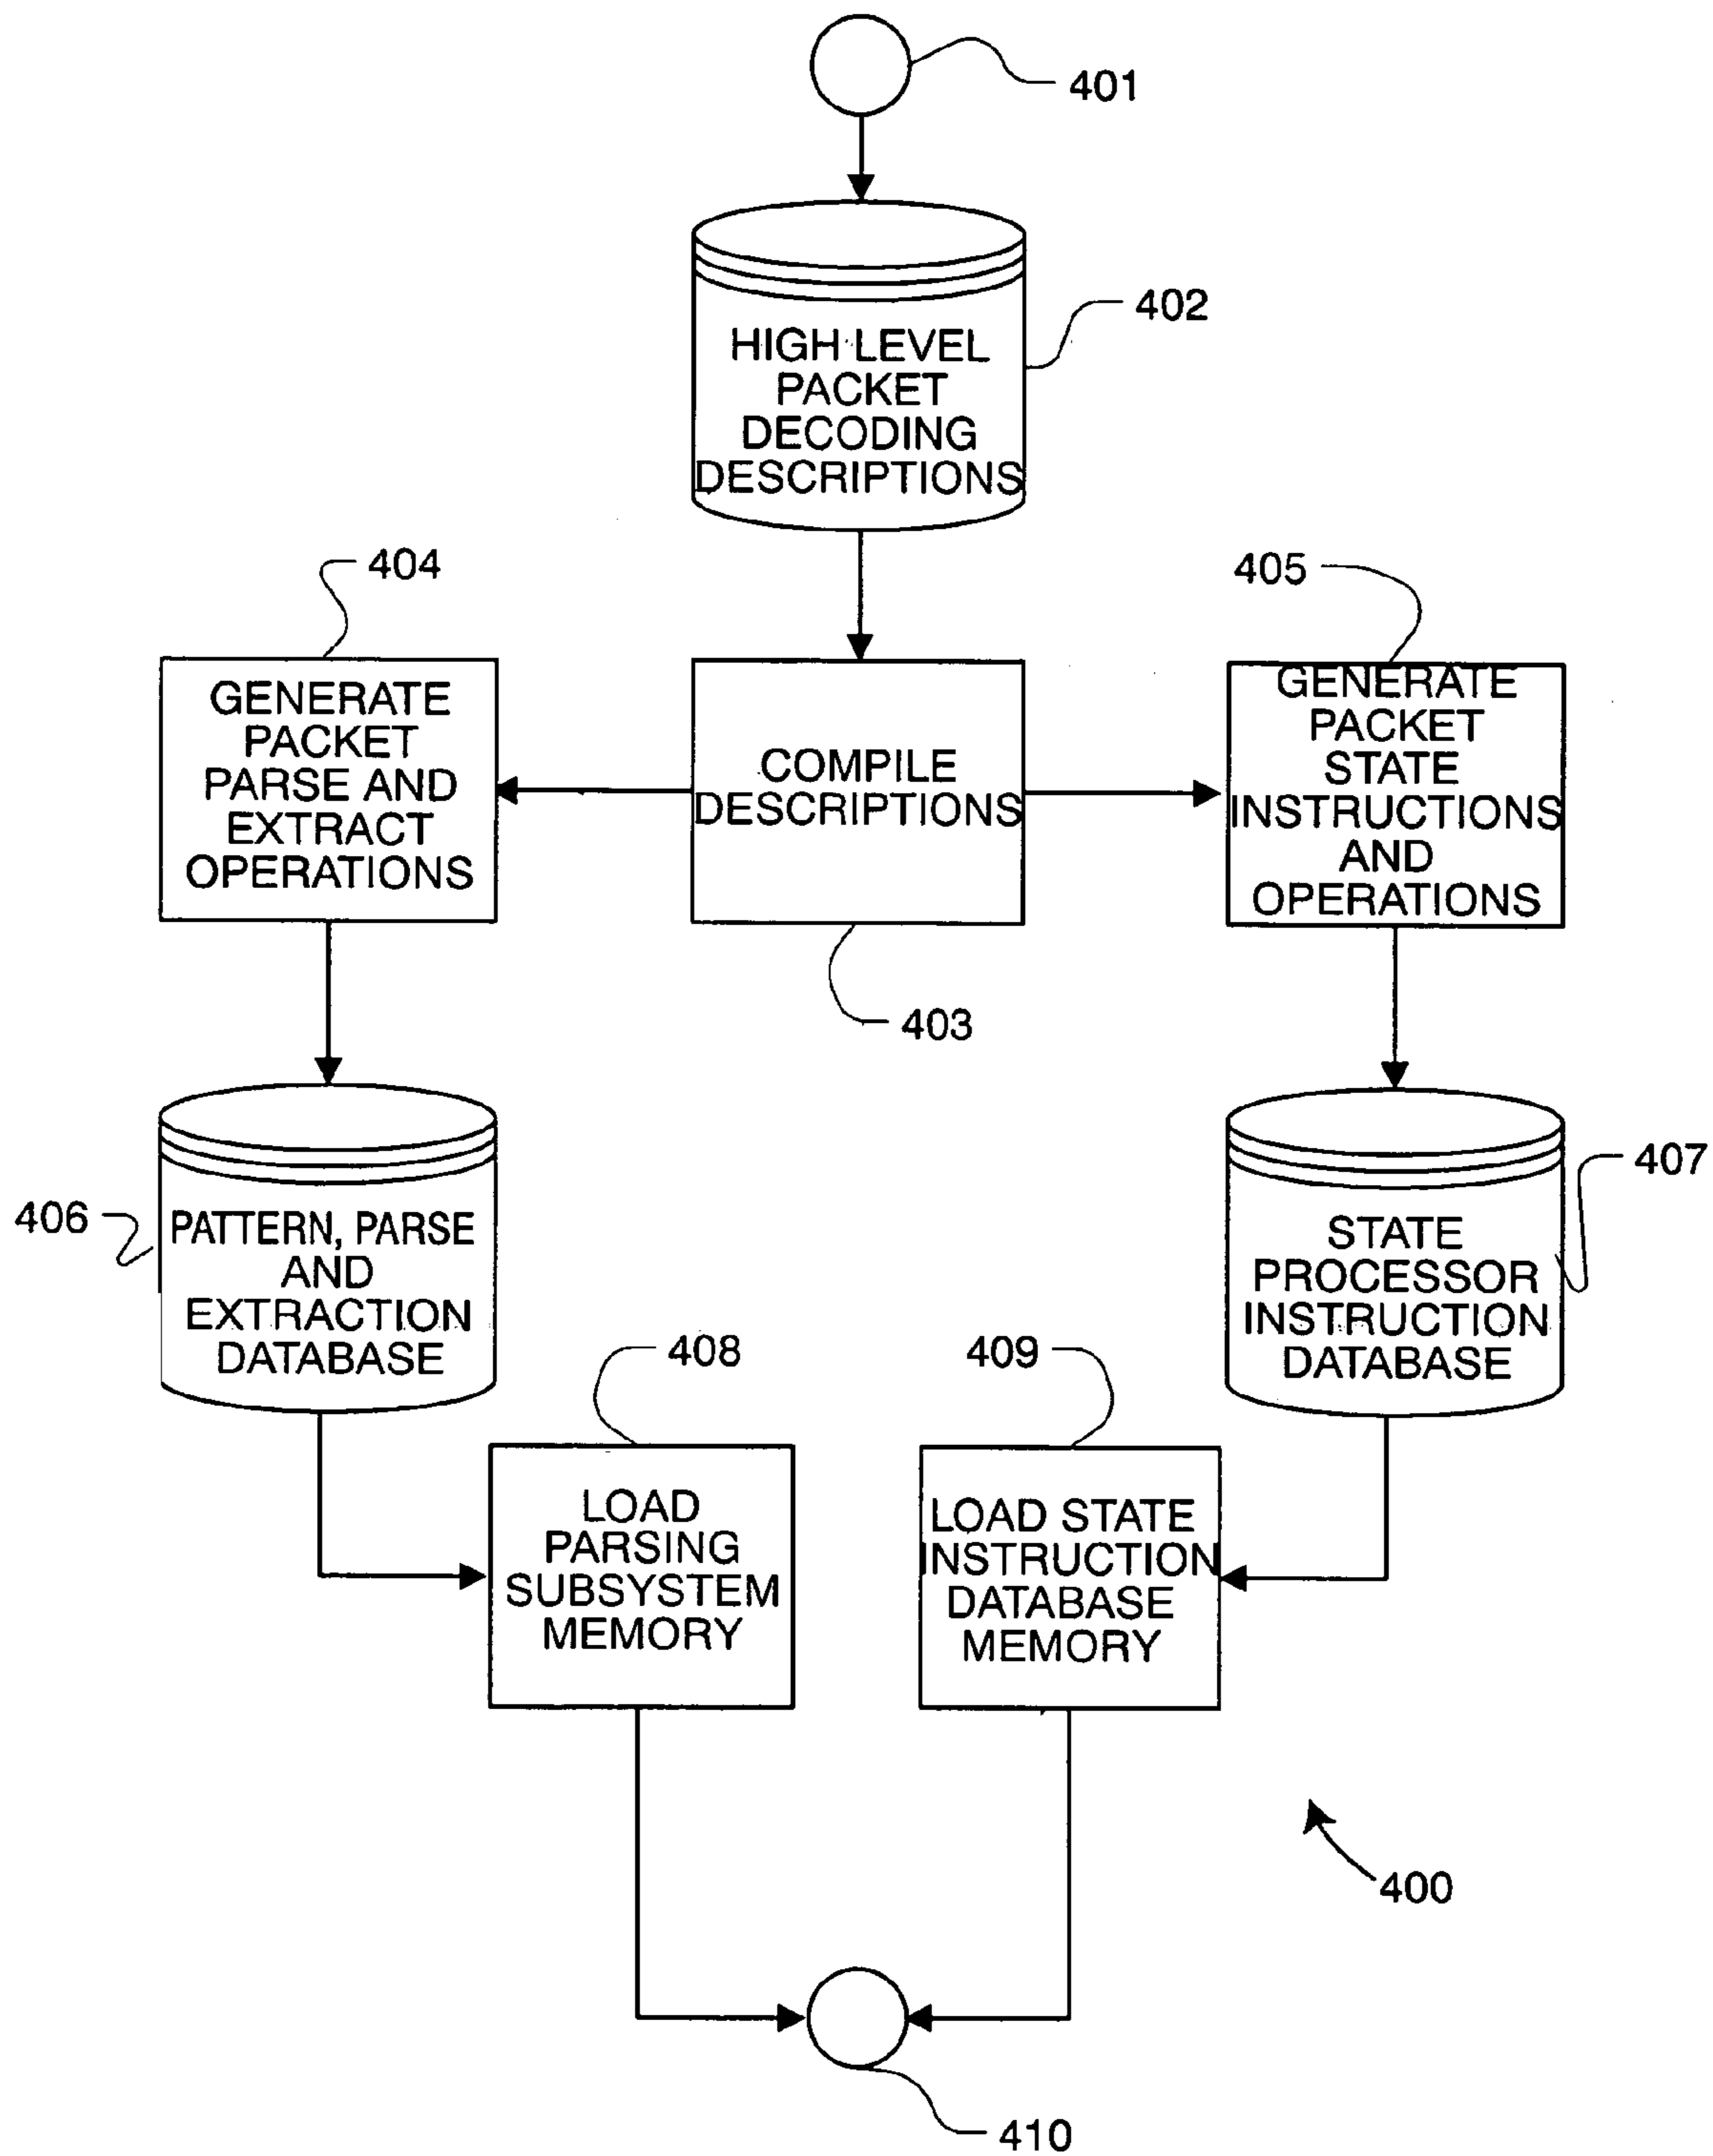 401
402
HIGH LEVEL
PACKET
DECODING
DESCRIPTIONS
404
405
GENERATE
PACKET
PARSE AND
EXTRACT
OPERATIONS
COMPILE
DESCRIPTIONS
GENERATE
PACKET
STATE
INSTRUCTIONS
AND
OPERATIONS
403
406
PATTERN, PARSE
AND
EXTRACTION
DATABASE
407
STATE
PROCESSOR
INSTRUCTION
DATABASE
408
409
LOAD
PARSING
SUBSYSTEM
MEMORY
LOAD STATE
INSTRUCTION
DATABASE
MEMORY
400
410